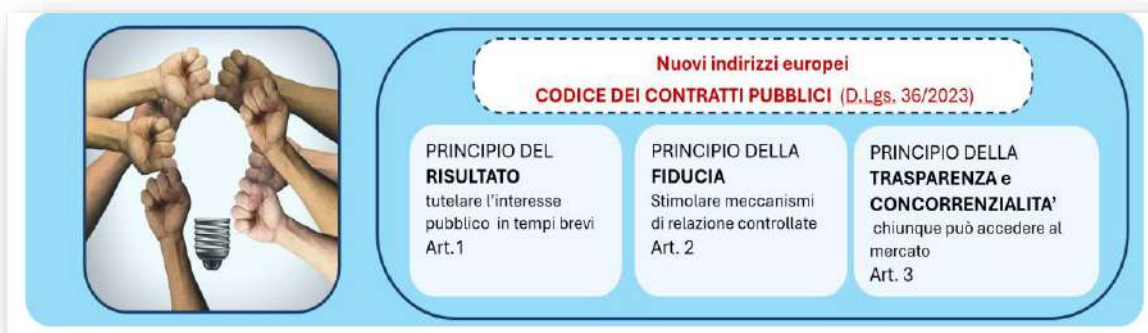 Nuovi indirizzi europei
CODICE DEI CONTRATTI PUBBLICI (D.Lgs. 36/2023)
PRINCIPIO DEL
RISULTATO
tutelare l'interesse
pubblico in tempi brevi
Art.1
PRINCIPIO DELLA
FIDUCIA
Stimolare meccanismi
di relazione controllate
Art. 2
PRINCIPIO DELLA
TRASPARENZA e
CONCORRENZIALITA'
chiunque può accedere al
mercato
Art. 3